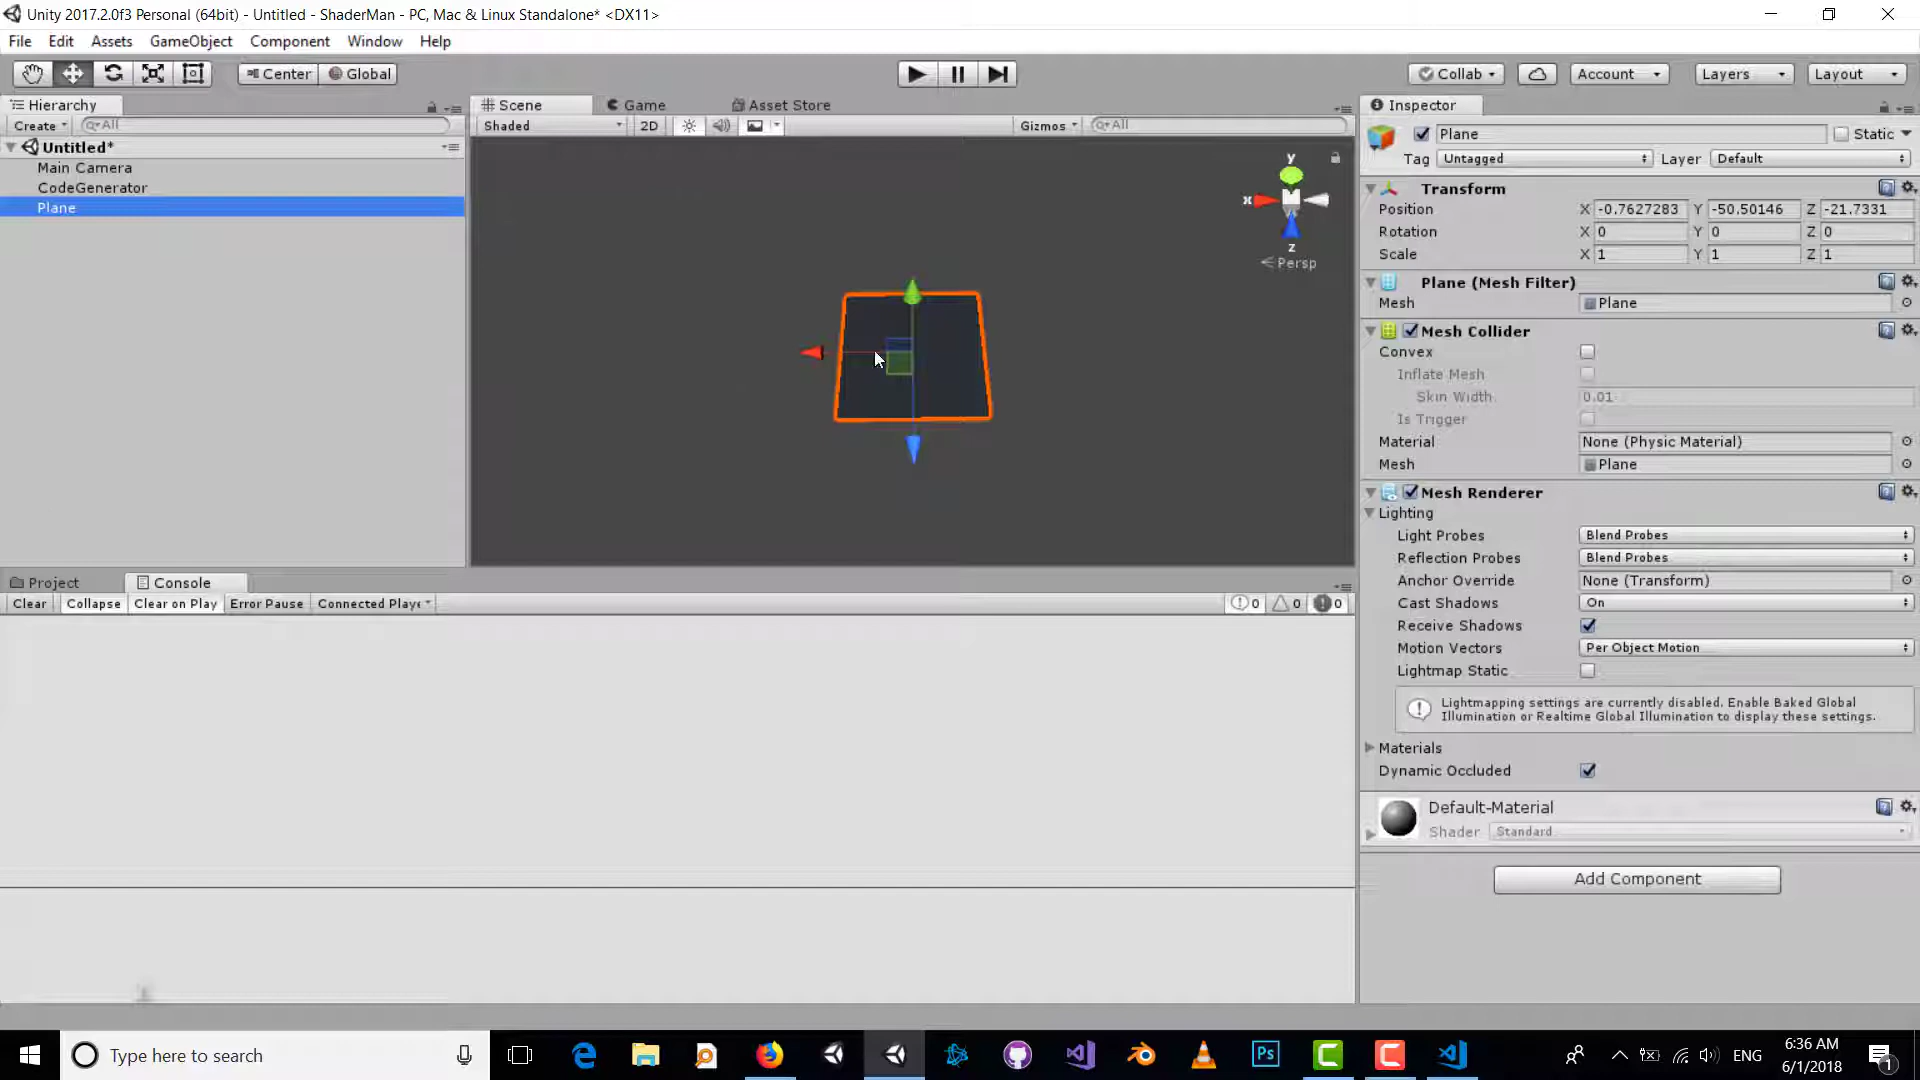 Unity 2017.2.0f3 Personal (64bit) - Untitled - ShaderMan - PC, Mac & Linux Standalone* <DX11>
File Edit Assets GameObject Component Window Help
Center Global Collab Account Layers Layout
Hierarchy
Create All
Untitled*
Main Camera
CodeGenerator
Plane
Scene Game Asset Store
Shaded 2D Gizmos All
y
x
z
Persp
Inspector
Plane Static
Tag Untagged Layer Default
Transform
Position X -0.7627283 Y -50.50146 Z -21.7331
Rotation X 0 Y 0 Z 0
Scale X 1 Y 1 Z 1
Plane (Mesh Filter)
Mesh Plane
Mesh Collider
Convex
Inflate Mesh
Skin Width 0.01
Is Trigger
Material None (Physic Material)
Mesh Plane
Mesh Renderer
Lighting
Light Probes Blend Probes
Reflection Probes Blend Probes
Anchor Override None (Transform)
Cast Shadows On
Receive Shadows
Motion Vectors Per Object Motion
Lightmap Static
Lightmapping settings are currently disabled. Enable Baked Global
Illumination or Realtime Global Illumination to display these settings.
Materials
Dynamic Occluded
Default-Material
Shader Standard
Add Component
Project Console
Clear Collapse Clear on Play Error Pause Connected Playe 0 0 0
Type here to search
Ps
ENG
6:36 AM
6/1/2018
1